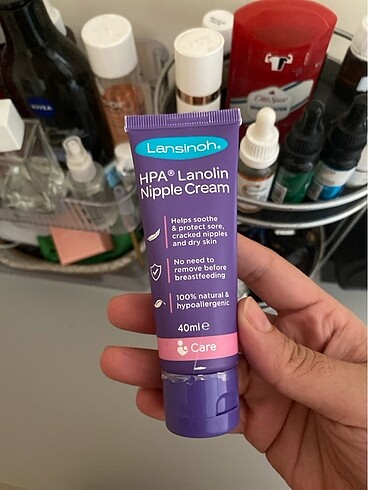 Lansinoh®
HPA® Lanolin
Nipple Cream
Helps soothe
& protect sore,
cracked nipples
and dry skin
No need to
remove before
breastfeeding
100% natural &
hypoallergenic
40ml e
Care
NIVEA
Old Spice